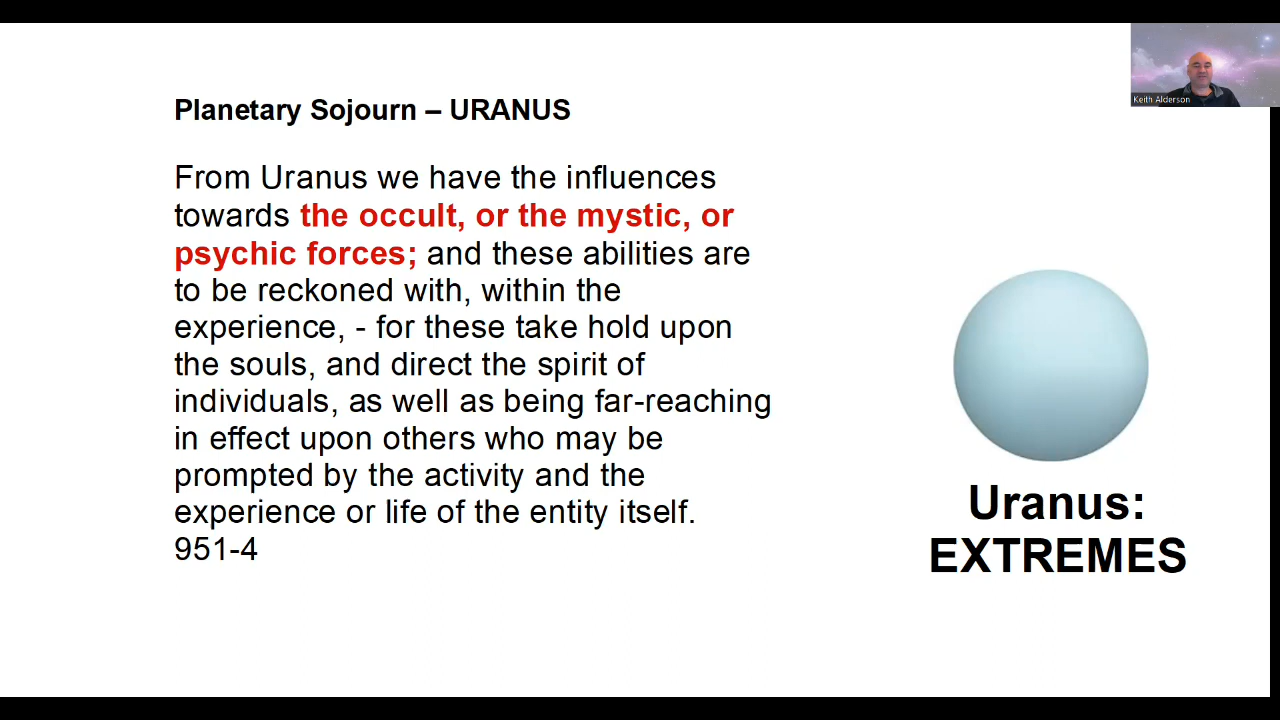 Keith Alderson
Planetary Sojourn – URANUS
From Uranus we have the influences
towards the occult, or the mystic, or
psychic forces; and these abilities are
to be reckoned with, within the
experience, - for these take hold upon
the souls, and direct the spirit of
individuals, as well as being far-reaching
in effect upon others who may be
prompted by the activity and the
experience or life of the entity itself.
951-4
Uranus:
EXTREMES